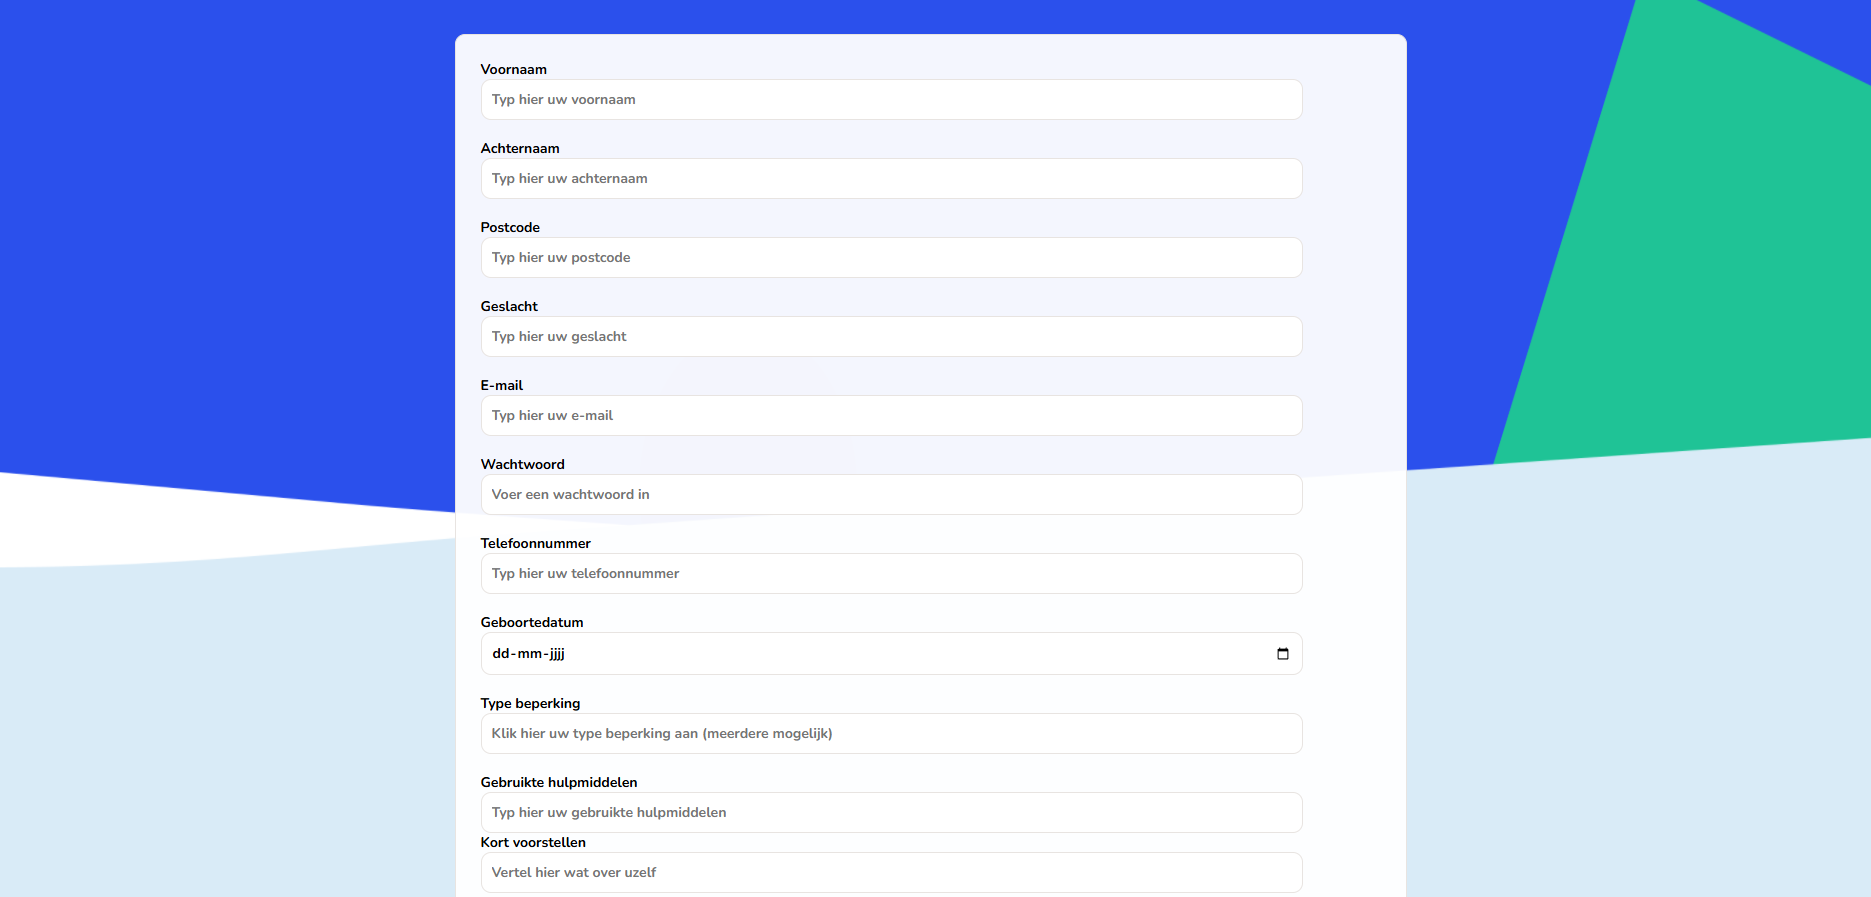 Voornaam
Typ hier uw voornaam
Achternaam
Typ hier uw achternaam
Postcode
Typ hier uw postcode
Geslacht
Typ hier uw geslacht
E-mail
Typ hier uw e-mail
Wachtwoord
Voer een wachtwoord in
Telefoonnummer
Typ hier uw telefoonnummer
Geboortedatum
dd-mm-jjjj
Type beperking
Klik hier uw type beperking aan (meerdere mogelijk)
Gebruikte hulpmiddelen
Typ hier uw gebruikte hulpmiddelen
Kort voorstellen
Vertel hier wat over uzelf